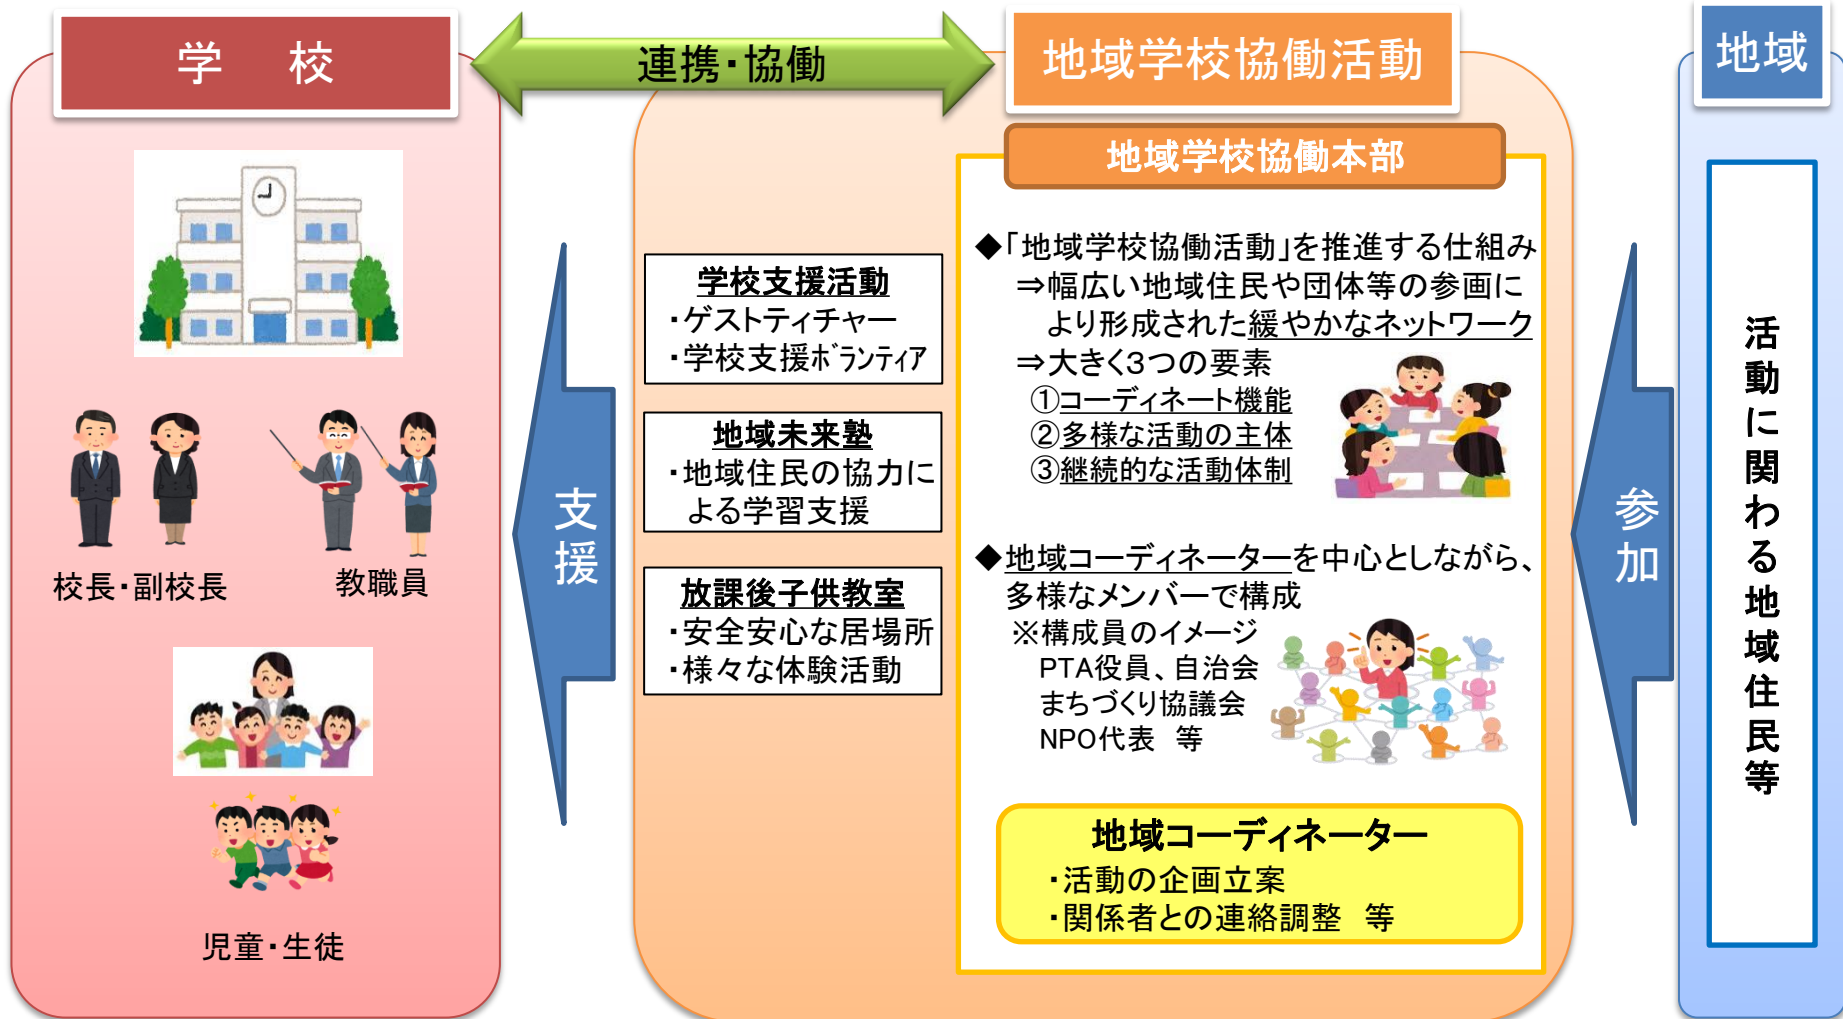 学　校
連携・協働
地域学校協働活動
地域
校長・副校長
教職員
児童・生徒
支援
学校支援活動
・ゲストティチャー
・学校支援ボランティア
地域未来塾
・地域住民の協力に
よる学習支援
放課後子供教室
・安全安心な居場所
・様々な体験活動
地域学校協働本部
◆「地域学校協働活動」を推進する仕組み
⇒幅広い地域住民や団体等の参画に
より形成された緩やかなネットワーク
⇒大きく3つの要素
①コーディネート機能
②多様な活動の主体
③継続的な活動体制
◆地域コーディネーターを中心としながら、
多様なメンバーで構成
※構成員のイメージ
PTA役員、自治会
まちづくり協議会
NPO代表　等
地域コーディネーター
・活動の企画立案
・関係者との連絡調整　等
参加
活動に関わる地域住民等